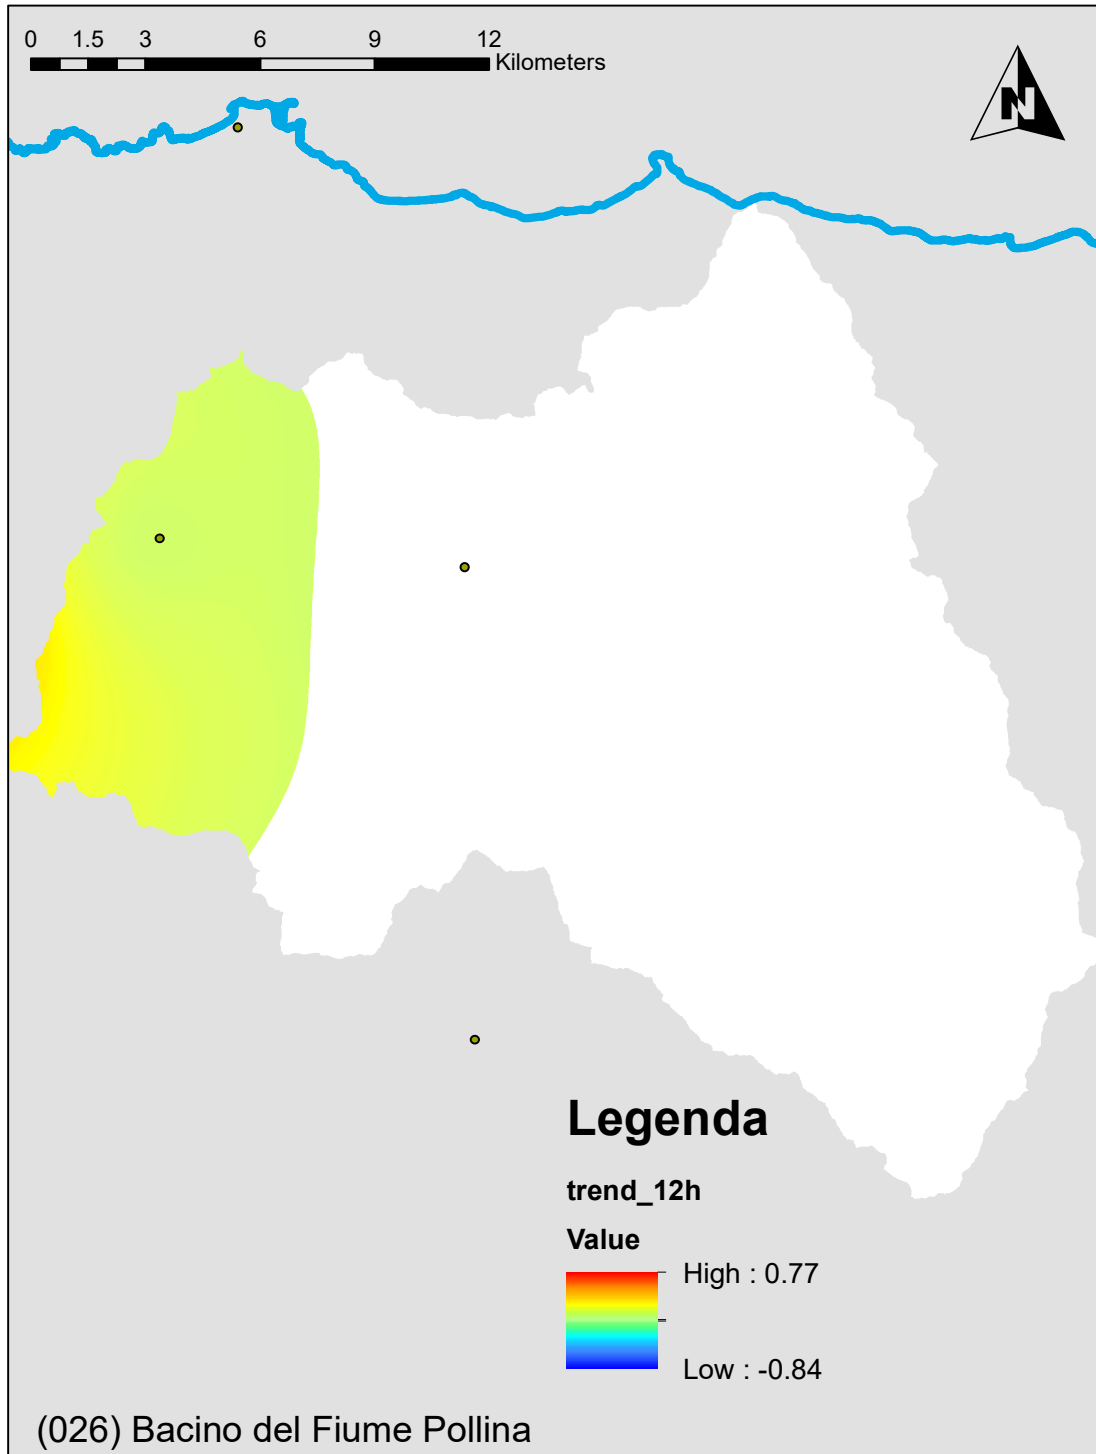 0 1.5 3 6 9 12
Kilometers
N
Legenda
trend_12h
Value
High : 0.77
Low : -0.84
(026) Bacino del Fiume Pollina